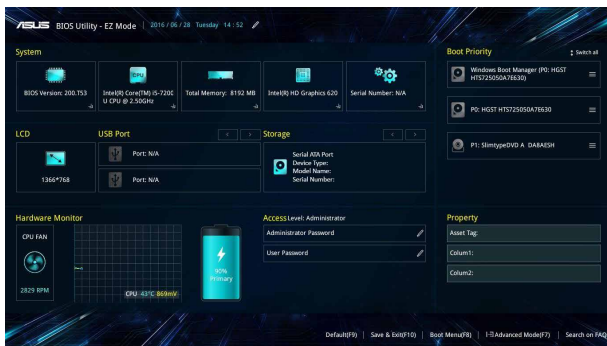 ASUS BIOS Utility - EZ Mode 2016 / 06 / 28 Tuesday 14 : 52
System
BIOS Version: 200.T53
CPU
Intel(R) Core(TM) i5-7200
U CPU @ 2.50GHz
Total Memory: 8192 MB
Intel(R) HD Graphics 620
Serial Number: N/A
LCD
1366*768
USB Port
Port: N/A
Port: N/A
Storage
Serial ATA Port
Device Type:
Model Name:
Serial Number:
Boot Priority
Switch all
Windows Boot Manager (P0: HGST
HTS725050A7E630)
P0: HGST HTS725050A7E630
P1: SlimtypeDVD A DA8AESH
Hardware Monitor
CPU FAN
2829 RPM
CPU 43°C 869mV
90%
Primary
Access Level: Administrator
Administrator Password
User Password
Property
Asset Tag:
Colum1:
Colum2:
Default(F9) | Save & Exit(F10) | Boot Menu(F8) | Advanced Mode(F7) | Search on FAQ